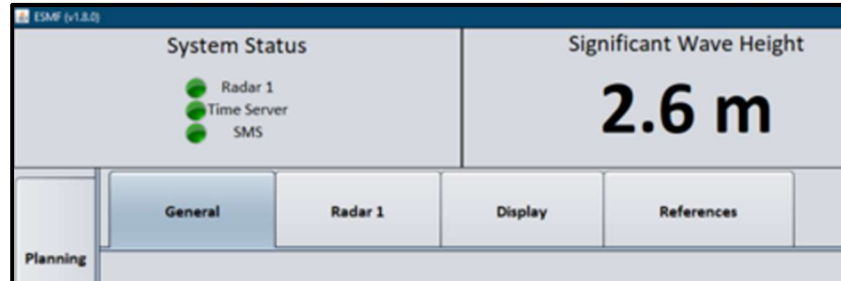 ESMF (v1.8.0)
System Status
Radar 1
Time Server
SMS
Significant Wave Height
2.6 m
General
Radar 1
Display
References
Planning